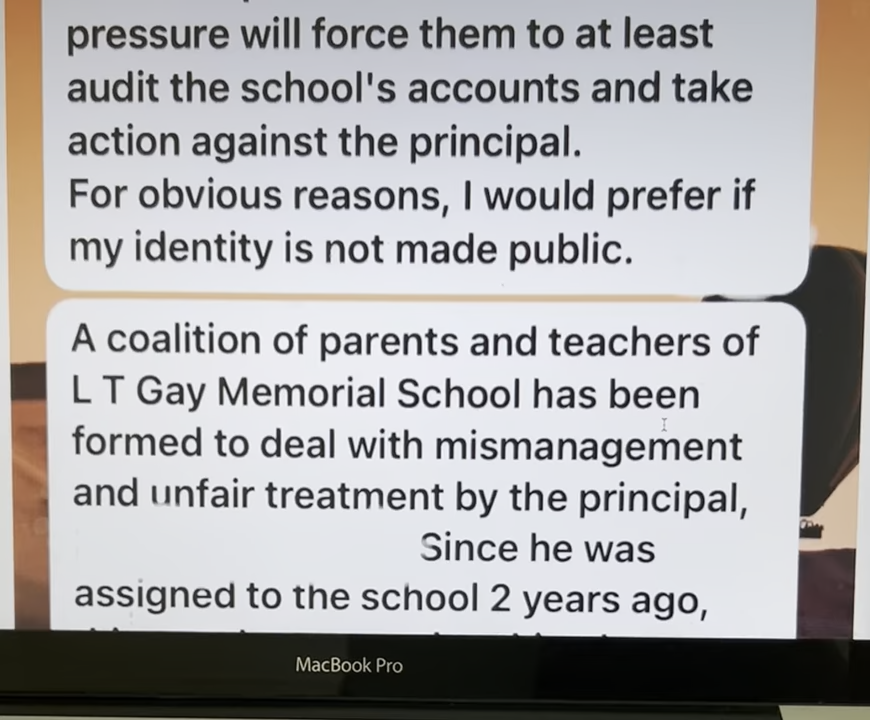 pressure will force them to at least
audit the school's accounts and take
action against the principal.
For obvious reasons, I would prefer if
my identity is not made public.
A coalition of parents and teachers of
L T Gay Memorial School has been
formed to deal with mismanagement
and unfair treatment by the principal,
Since he was
assigned to the school 2 years ago,
MacBook Pro